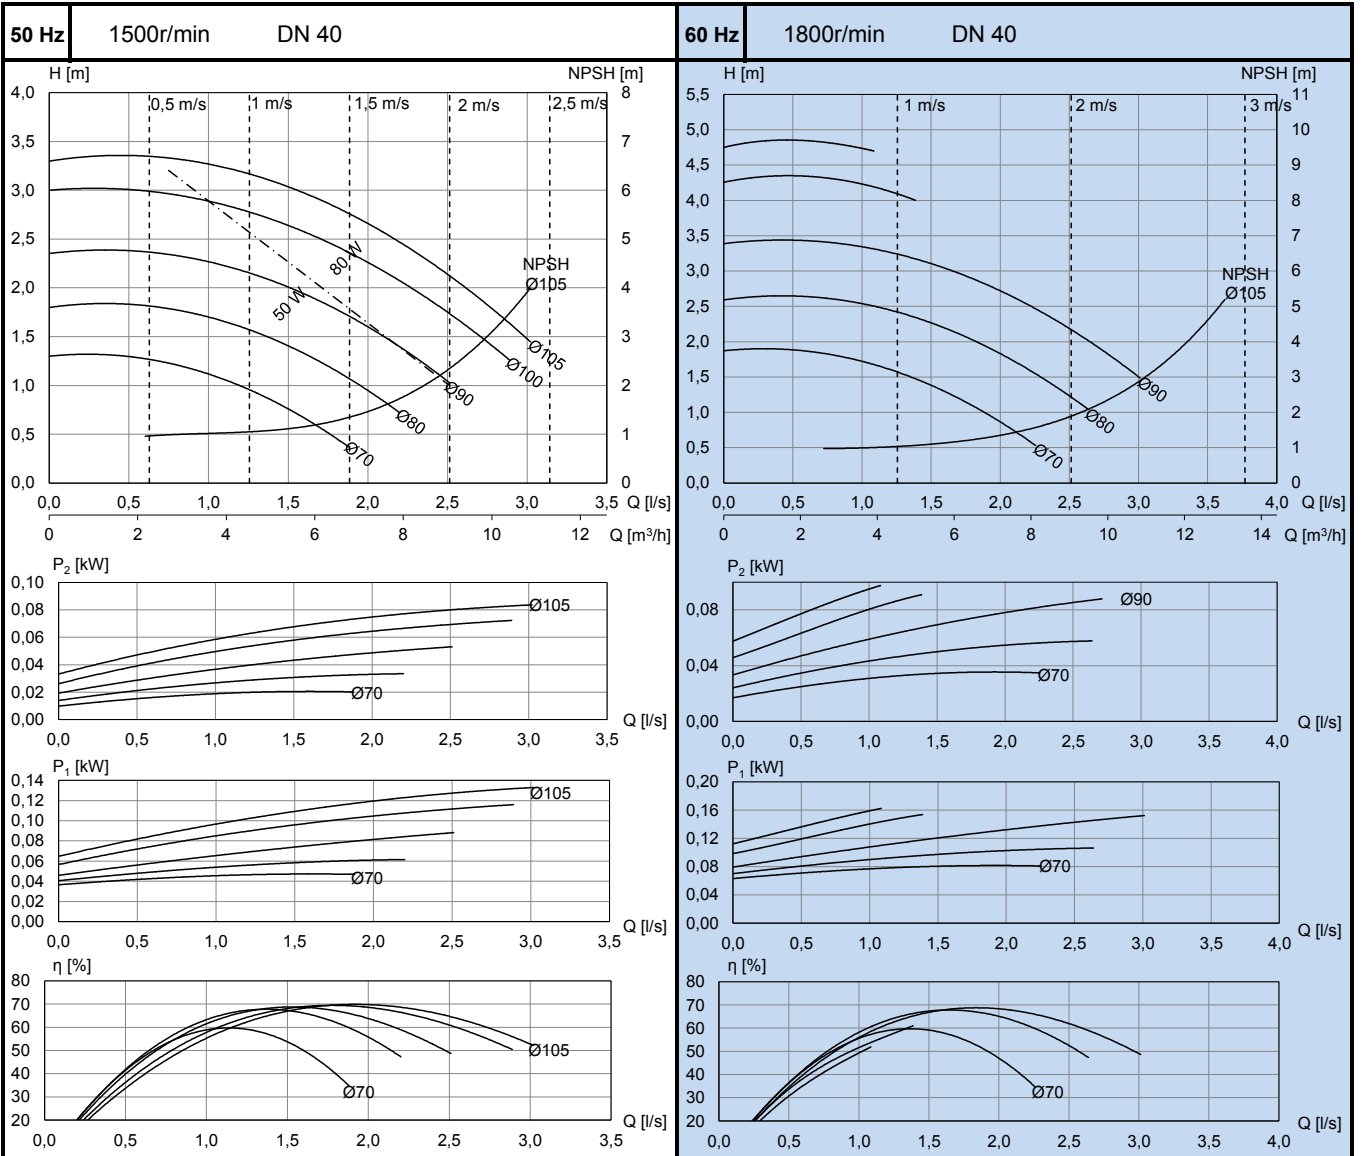 50 Hz 1500r/min DN 40
H [m] NPSH [m]
4,0 0,5 m/s 1 m/s 1,5 m/s 2 m/s 2,5 m/s 8
3,5 7
3,0 6
2,5 80 W 5
NPSH
2,0 50 W Ø105 4
1,5 Ø105 3
Ø100
1,0 Ø90 2
Ø80
0,5 Ø70 1
0,0 0
0,0 0,5 1,0 1,5 2,0 2,5 3,0 3,5 Q [l/s]
0 2 4 6 8 10 12 Q [m³/h]
P₂ [kW]
0,10
0,08 Ø105
0,06
0,04
0,02 Ø70
0,00 Q [l/s]
0,0 0,5 1,0 1,5 2,0 2,5 3,0 3,5
P₁ [kW]
0,14
0,12 Ø105
0,10
0,08
0,06
0,04 Ø70
0,02
0,00 Q [l/s]
0,0 0,5 1,0 1,5 2,0 2,5 3,0 3,5
η [%]
80
70
60
50 Ø105
40
30 Ø70
20 Q [l/s]
0,0 0,5 1,0 1,5 2,0 2,5 3,0 3,5
60 Hz 1800r/min DN 40
H [m] NPSH [m]
5,5 1 m/s 2 m/s 3 m/s 11
5,0 10
4,5 9
4,0 8
3,5 7
3,0 NPSH 6
2,5 Ø105 5
2,0 4
1,5 Ø90 3
1,0 Ø80 2
0,5 Ø70 1
0,0 0
0,0 0,5 1,0 1,5 2,0 2,5 3,0 3,5 4,0 Q [l/s]
0 2 4 6 8 10 12 14 Q [m³/h]
P₂ [kW]
0,08 Ø90
0,04 Ø70
0,00 Q [l/s]
0,0 0,5 1,0 1,5 2,0 2,5 3,0 3,5 4,0
P₁ [kW]
0,20
0,16
0,12
0,08 Ø70
0,04
0,00 Q [l/s]
0,0 0,5 1,0 1,5 2,0 2,5 3,0 3,5 4,0
η [%]
80
70
60
50
40
30 Ø70
20 Q [l/s]
0,0 0,5 1,0 1,5 2,0 2,5 3,0 3,5 4,0